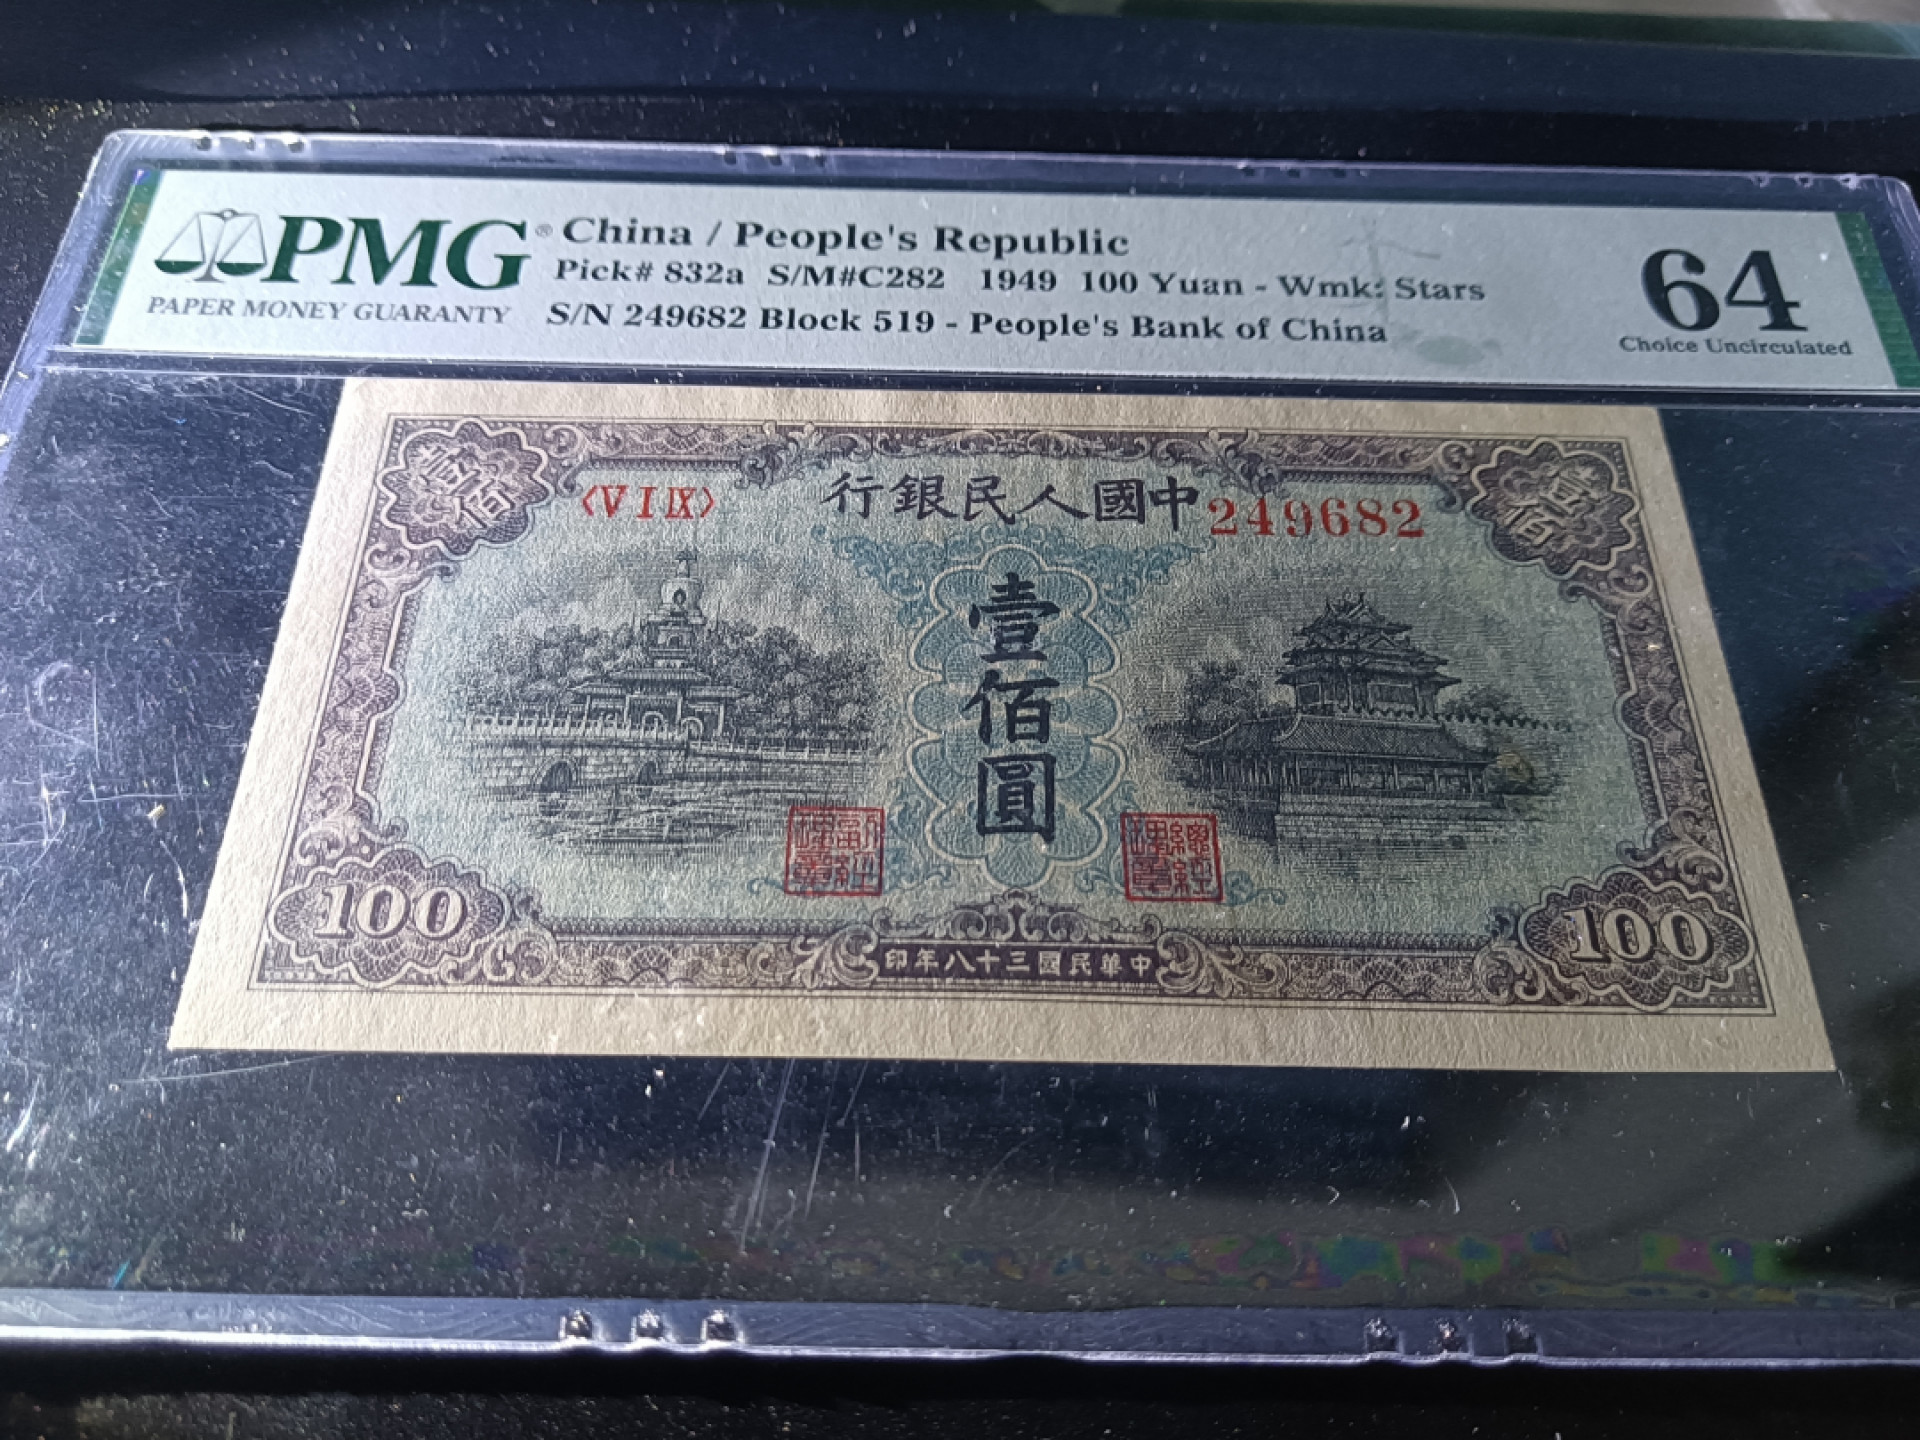 PMG® China / People's Republic
Pick# 832a S/M#C282 1949 100 Yuan - Wmk: Stars
PAPER MONEY GUARANTY S/N 249682 Block 519 - People's Bank of China
64
Choice Uncirculated
壹佰
壹佰
〈V I IX〉
行銀民人國中
249682
壹佰圓
100
100
印年八十三國民華中